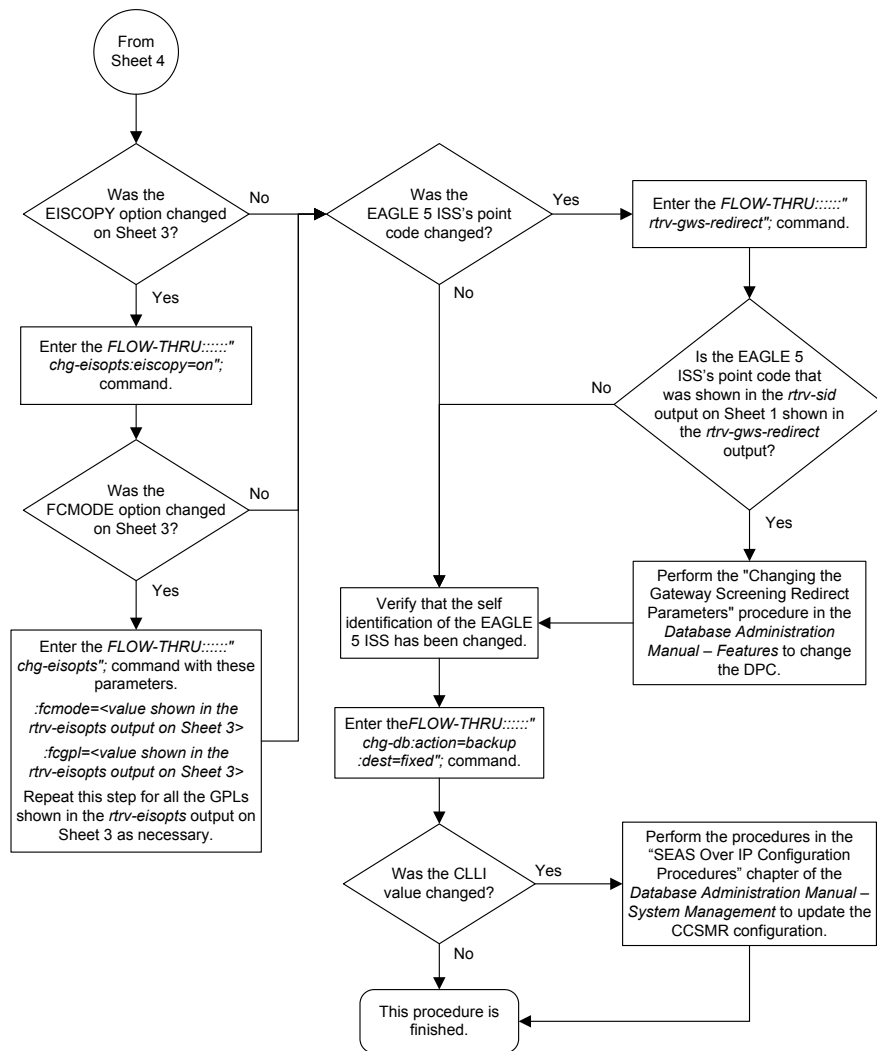 From
Sheet 4
Was the
EISCOPY option changed
on Sheet 3?
No
Yes
Enter the FLOW-THRU::::::"
chg-eisopts:eiscopy=on";
command.
Was the
FCMODE option changed
on Sheet 3?
No
Yes
Enter the FLOW-THRU::::::"
chg-eisopts"; command with these
parameters.
:fcmode=<value shown in the
rtrv-eisopts output on Sheet 3>
:fcgpl=<value shown in the
rtrv-eisopts output on Sheet 3>
Repeat this step for all the GPLs
shown in the rtrv-eisopts output on
Sheet 3 as necessary.
Was the
EAGLE 5 ISS's point
code changed?
Yes
No
Enter the FLOW-THRU::::::"
rtrv-gws-redirect"; command.
Is the EAGLE 5
ISS's point code that
was shown in the rtrv-sid
output on Sheet 1 shown in
the rtrv-gws-redirect
output?
No
Yes
Perform the "Changing the
Gateway Screening Redirect
Parameters" procedure in the
Database Administration
Manual – Features to change
the DPC.
Verify that the self
identification of the EAGLE
5 ISS has been changed.
Enter theFLOW-THRU::::::"
chg-db:action=backup
:dest=fixed"; command.
Was the CLLI
value changed?
Yes
No
Perform the procedures in the
“SEAS Over IP Configuration
Procedures” chapter of the
Database Administration Manual –
System Management to update the
CCSMR configuration.
This procedure is
finished.